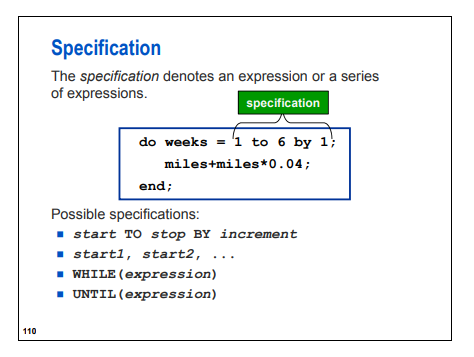 Specification
The specification denotes an expression or a series
of expressions.
specification
do weeks = 1 to 6 by 1;
miles+miles*0.04;
end;
Possible specifications:
■ start TO stop BY increment
■ start1, start2, ...
■ WHILE(expression)
■ UNTIL(expression)
110